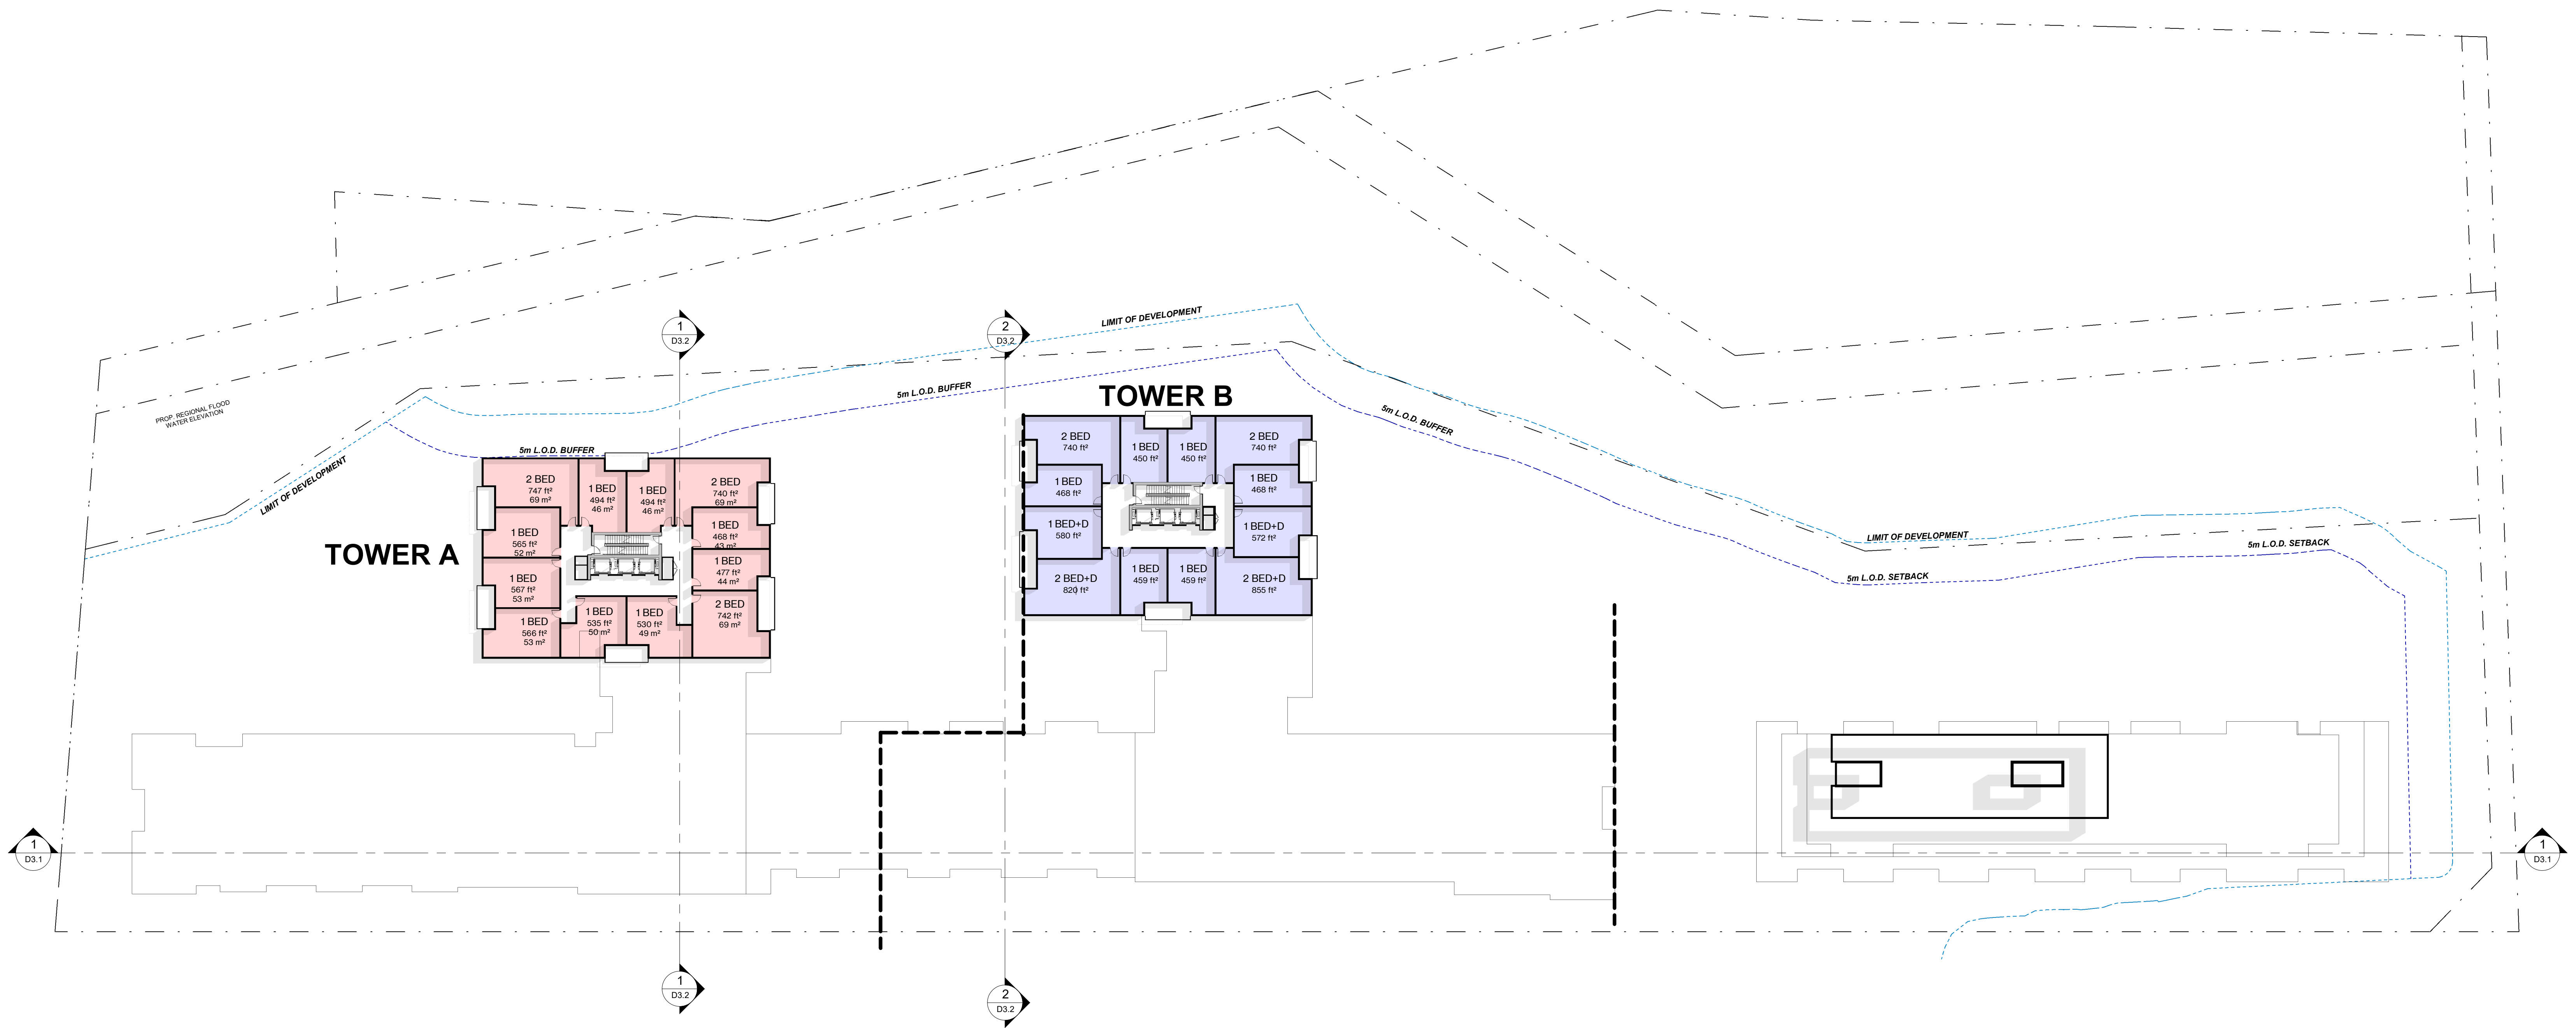 1
D3.2
2
D3.2
LIMIT OF DEVELOPMENT
PROP. REGIONAL FLOOD
WATER ELEVATION
LIMIT OF DEVELOPMENT
5m L.O.D. BUFFER
5m L.O.D. BUFFER
5m L.O.D. BUFFER
LIMIT OF DEVELOPMENT
5m L.O.D. SETBACK
5m L.O.D. SETBACK
TOWER A
2 BED
747 ft²
69 m²
1 BED
494 ft²
46 m²
1 BED
494 ft²
46 m²
2 BED
740 ft²
69 m²
1 BED
565 ft²
52 m²
1 BED
468 ft²
43 m²
1 BED
567 ft²
53 m²
1 BED
477 ft²
44 m²
1 BED
566 ft²
53 m²
1 BED
535 ft²
50 m²
1 BED
530 ft²
49 m²
2 BED
742 ft²
69 m²
TOWER B
2 BED
740 ft²
1 BED
450 ft²
1 BED
450 ft²
2 BED
740 ft²
1 BED
468 ft²
1 BED
468 ft²
1 BED+D
580 ft²
1 BED+D
572 ft²
2 BED+D
820 ft²
1 BED
459 ft²
1 BED
459 ft²
2 BED+D
855 ft²
1
D3.1
1
D3.1
1
D3.2
2
D3.2